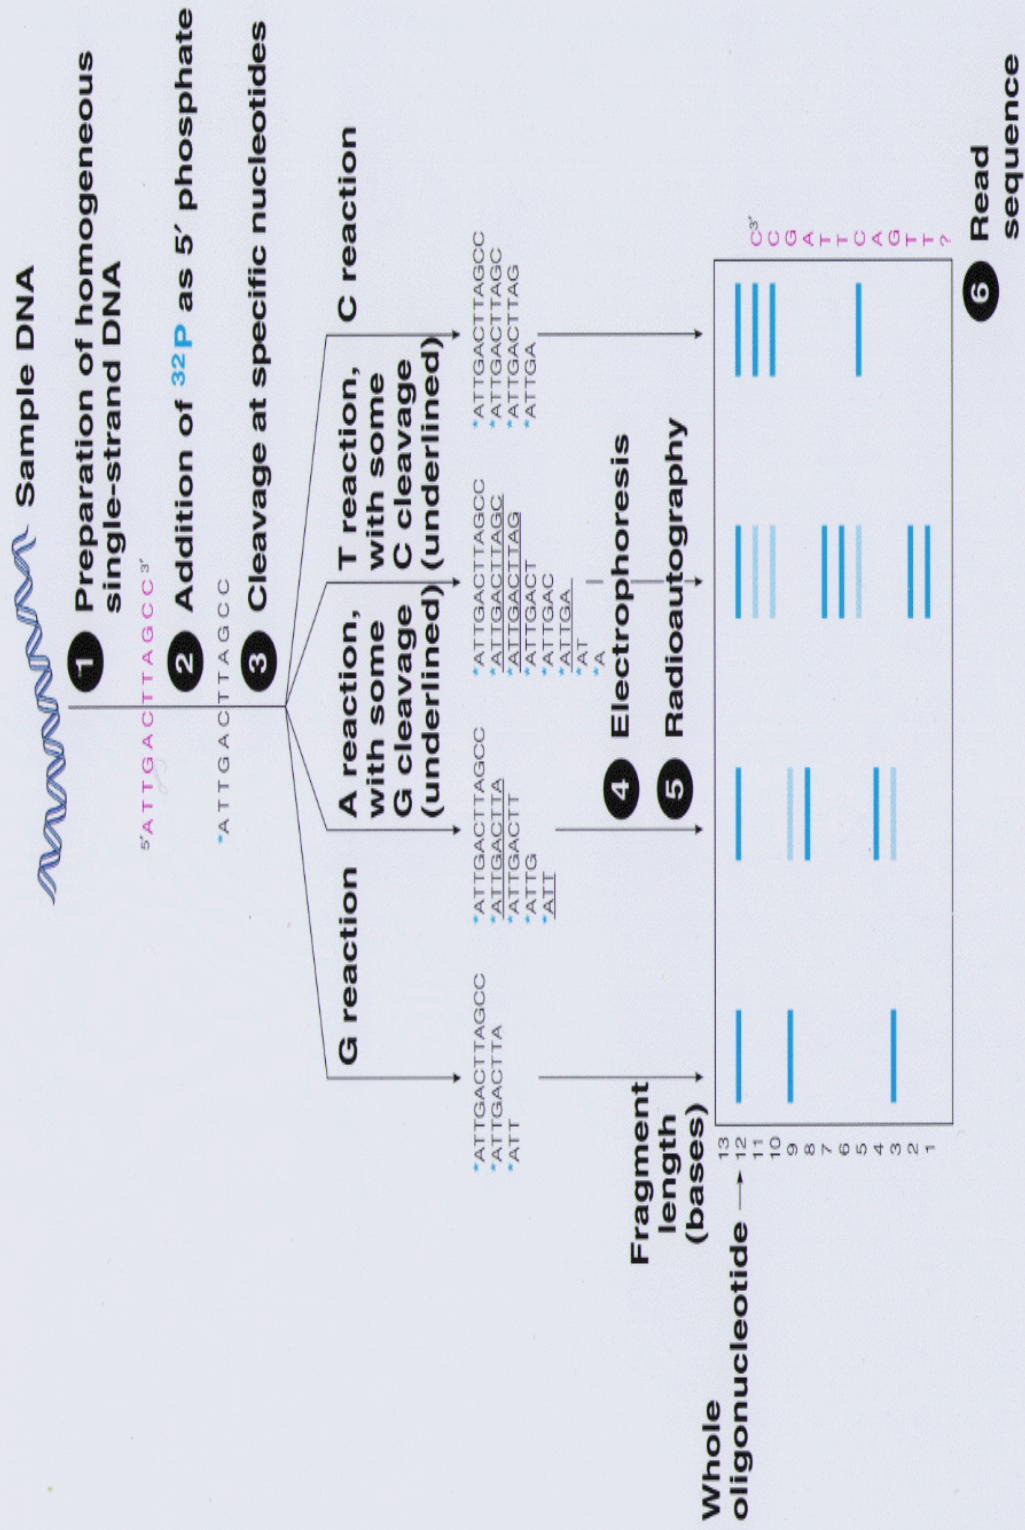 Sample DNA
1 Preparation of homogeneous
single-strand DNA
5′ATTGACTTAGCC3′
2 Addition of 32P as 5′ phosphate
*ATTGACTTAGCC
3 Cleavage at specific nucleotides
G reaction
A reaction,
with some
G cleavage
(underlined)
T reaction,
with some
C cleavage
(underlined)
C reaction
*ATTGACTTAGCC
*ATTGACTTA
*ATT
*ATTGACTTAGCC
*ATTGACTTA
*ATTGACTT
*ATTG
*ATT
*ATTGACTTAGCC
*ATTGACTTAGC
*ATTGACTTAG
*ATTGACT
*ATTGAC
*ATTGA
*AT
*A
*ATTGACTTAGCC
*ATTGACTTAGC
*ATTGACTTAG
*ATTGA
4 Electrophoresis
5 Radioautography
Fragment
length
(bases)
Whole
oligonucleotide
13
12
11
10
9
8
7
6
5
4
3
2
1
C3′
C
G
A
T
T
C
A
G
T
T
?
6 Read
sequence